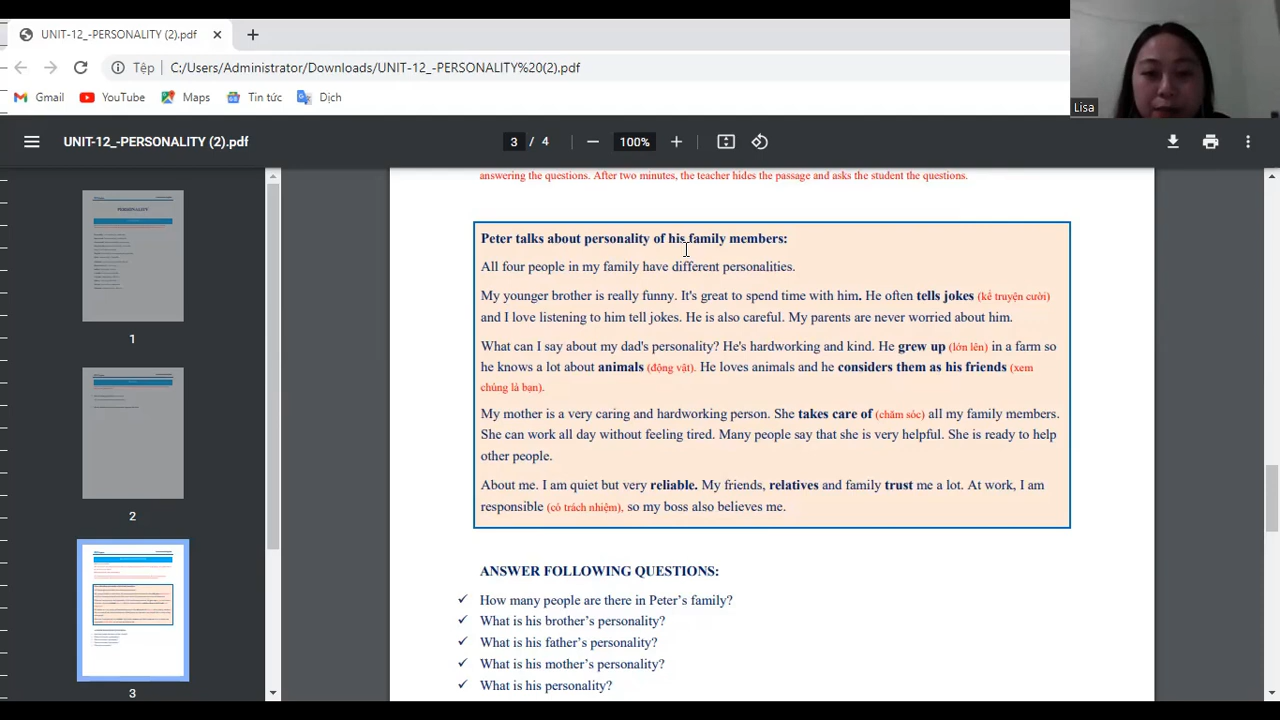 UNIT-12_-PERSONALITY (2).pdf
Tệp C:/Users/Administrator/Downloads/UNIT-12_-PERSONALITY%20(2).pdf
Lisa
Gmail YouTube Maps Tin tức Dịch
UNIT-12_-PERSONALITY (2).pdf 3 / 4 100%
answering the questions. After two minutes, the teacher hides the passage and asks the student the questions.
Peter talks about personality of his family members:
All four people in my family have different personalities.
My younger brother is really funny. It's great to spend time with him. He often tells jokes (kể truyện cười)
and I love listening to him tell jokes. He is also careful. My parents are never worried about him.
What can I say about my dad's personality? He's hardworking and kind. He grew up (lớn lên) in a farm so
he knows a lot about animals (động vật). He loves animals and he considers them as his friends (xem
chúng là bạn).
My mother is a very caring and hardworking person. She takes care of (chăm sóc) all my family members.
She can work all day without feeling tired. Many people say that she is very helpful. She is ready to help
other people.
About me. I am quiet but very reliable. My friends, relatives and family trust me a lot. At work, I am
responsible (có trách nhiệm), so my boss also believes me.
ANSWER FOLLOWING QUESTIONS:
✓ How many people are there in Peter's family?
✓ What is his brother's personality?
✓ What is his father's personality?
✓ What is his mother's personality?
✓ What is his personality?
PERSONALITY
1
2
3